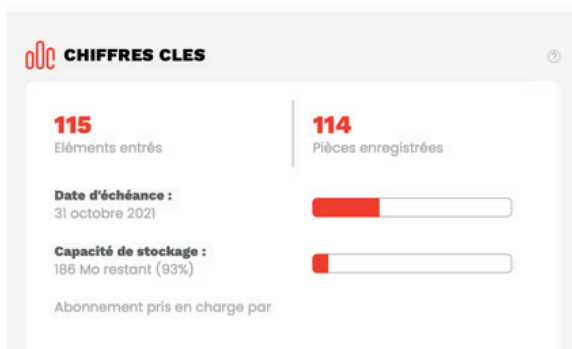 CHIFFRES CLES
?
115
Eléments entrés
114
Pièces enregistrées
Date d'échéance :
31 octobre 2021
Capacité de stockage :
186 Mo restant (93%)
Abonnement pris en charge par